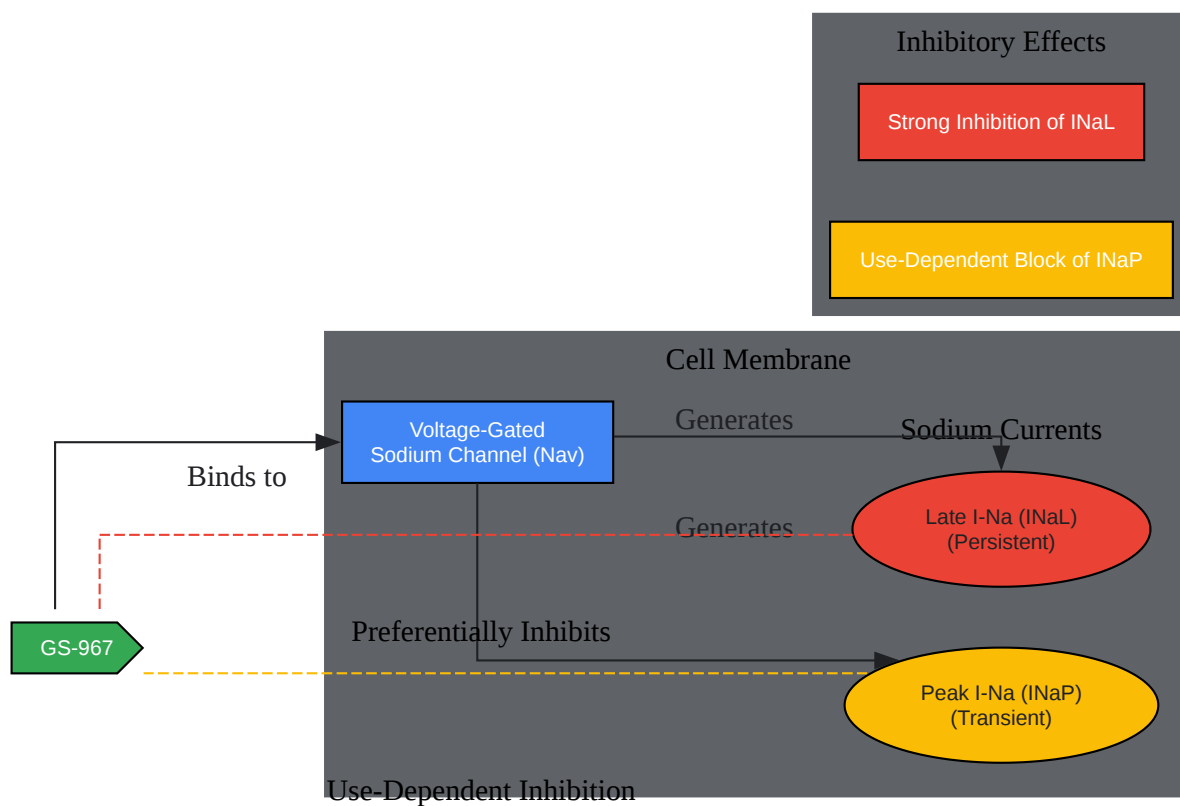 Inhibitory Effects
Strong Inhibition of INaL
Use-Dependent Block of INaP
Cell Membrane
Voltage-Gated
Sodium Channel (Nav)
Generates
Sodium Currents
Binds to
Late I-Na (INaL)
(Persistent)
Generates
Preferentially Inhibits
GS-967
Peak I-Na (INaP)
(Transient)
Use-Dependent Inhibition